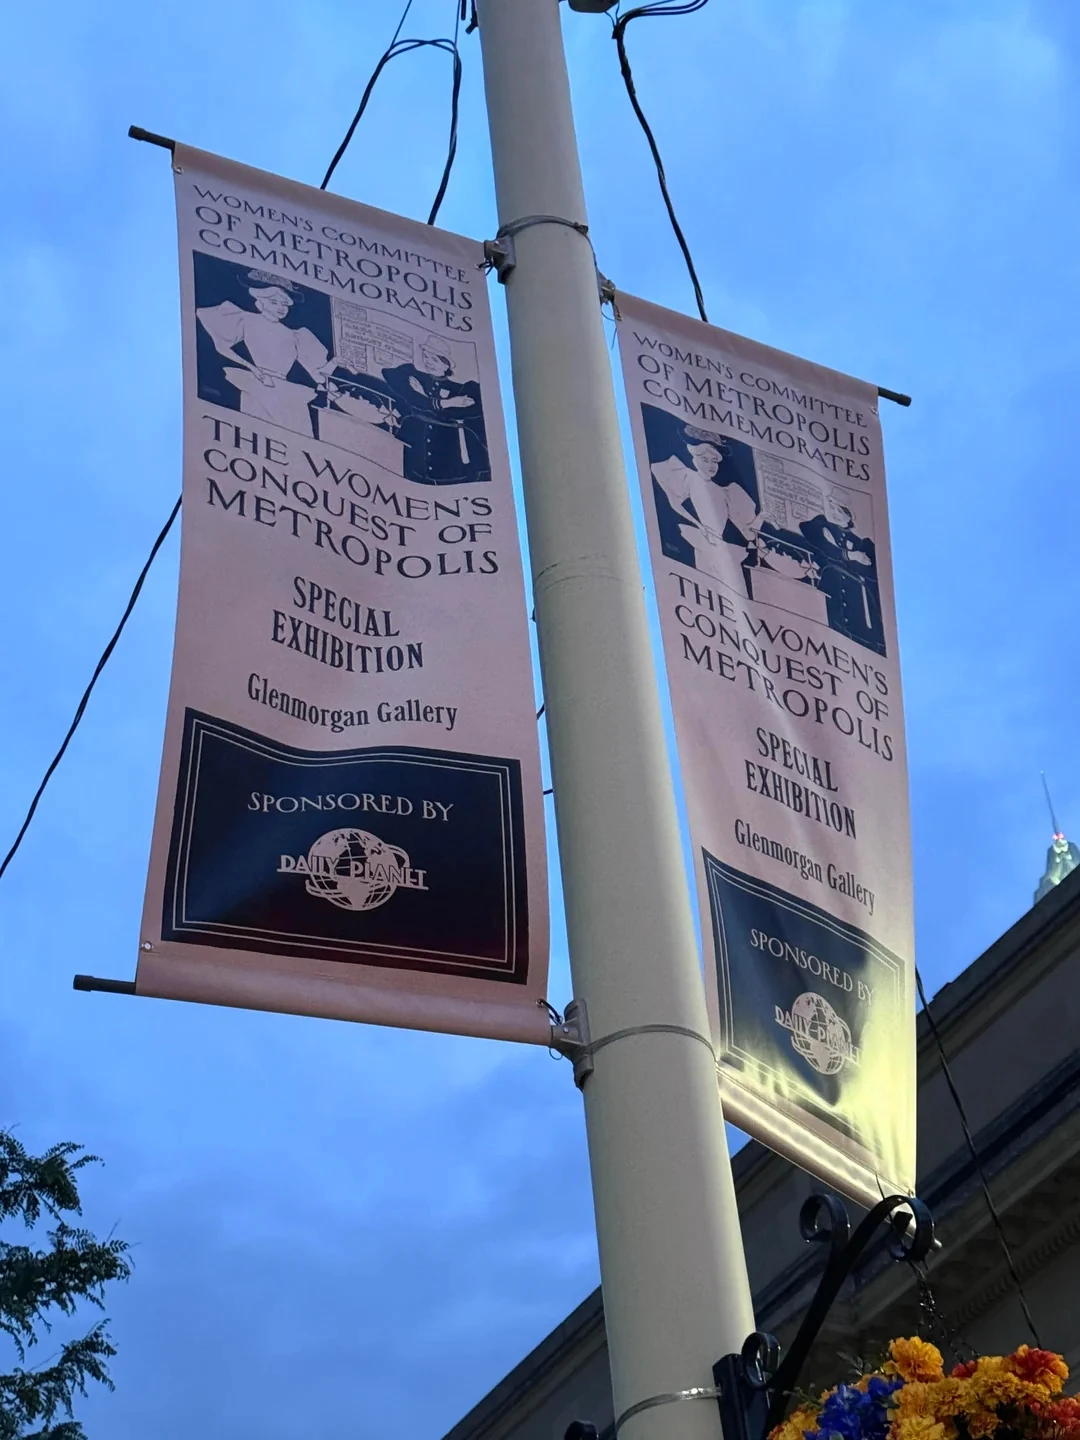 WOMEN'S COMMITTEE
OF METROPOLIS
COMMEMORATES
THE WOMEN'S
CONQUEST OF
METROPOLIS
SPECIAL
EXHIBITION
Glenmorgan Gallery
SPONSORED BY
DAILY PLANET
WOMEN'S COMMITTEE
OF METROPOLIS
COMMEMORATES
THE WOMEN'S
CONQUEST OF
METROPOLIS
SPECIAL
EXHIBITION
Glenmorgan Gallery
SPONSORED BY
DAILY PLANET